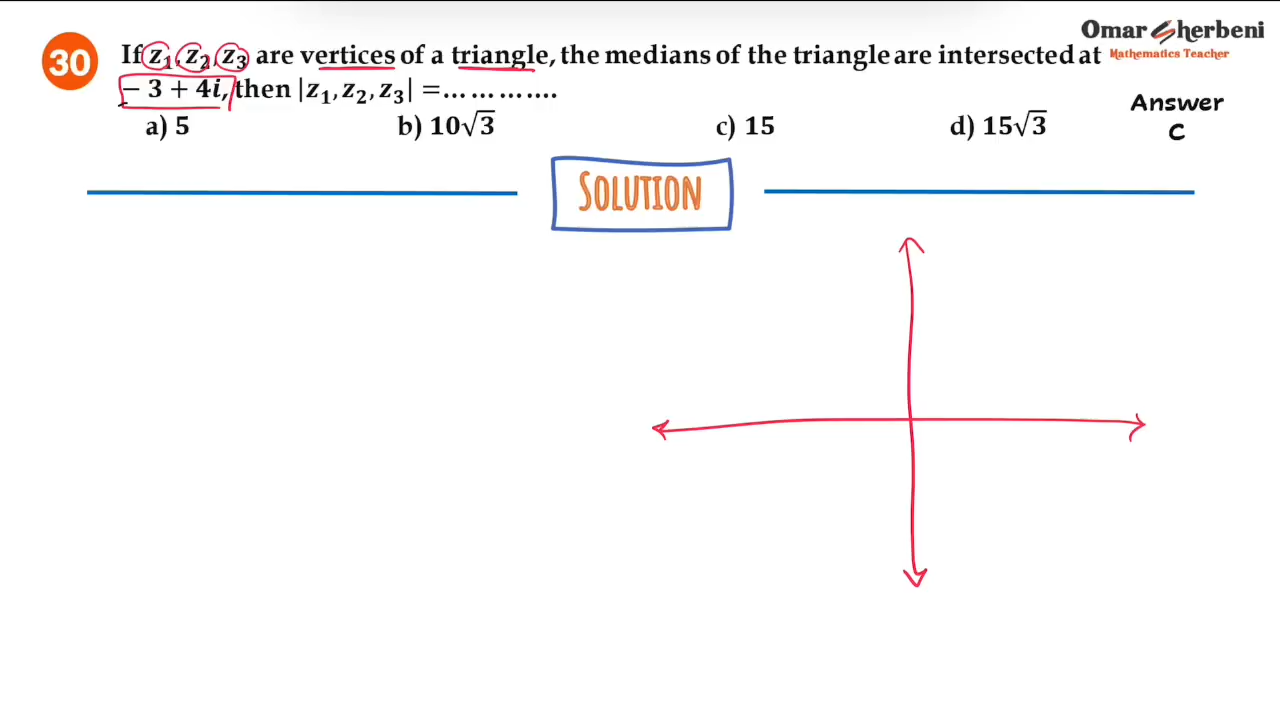 Omar Sherbeni
Mathematics Teacher
30 If z₁, z₂, z₃ are vertices of a triangle, the medians of the triangle are intersected at
− 3 + 4i, then |z₁, z₂, z₃| =… … … ….
a) 5 b) 10√3 c) 15 d) 15√3
Answer
C
SOLUTION